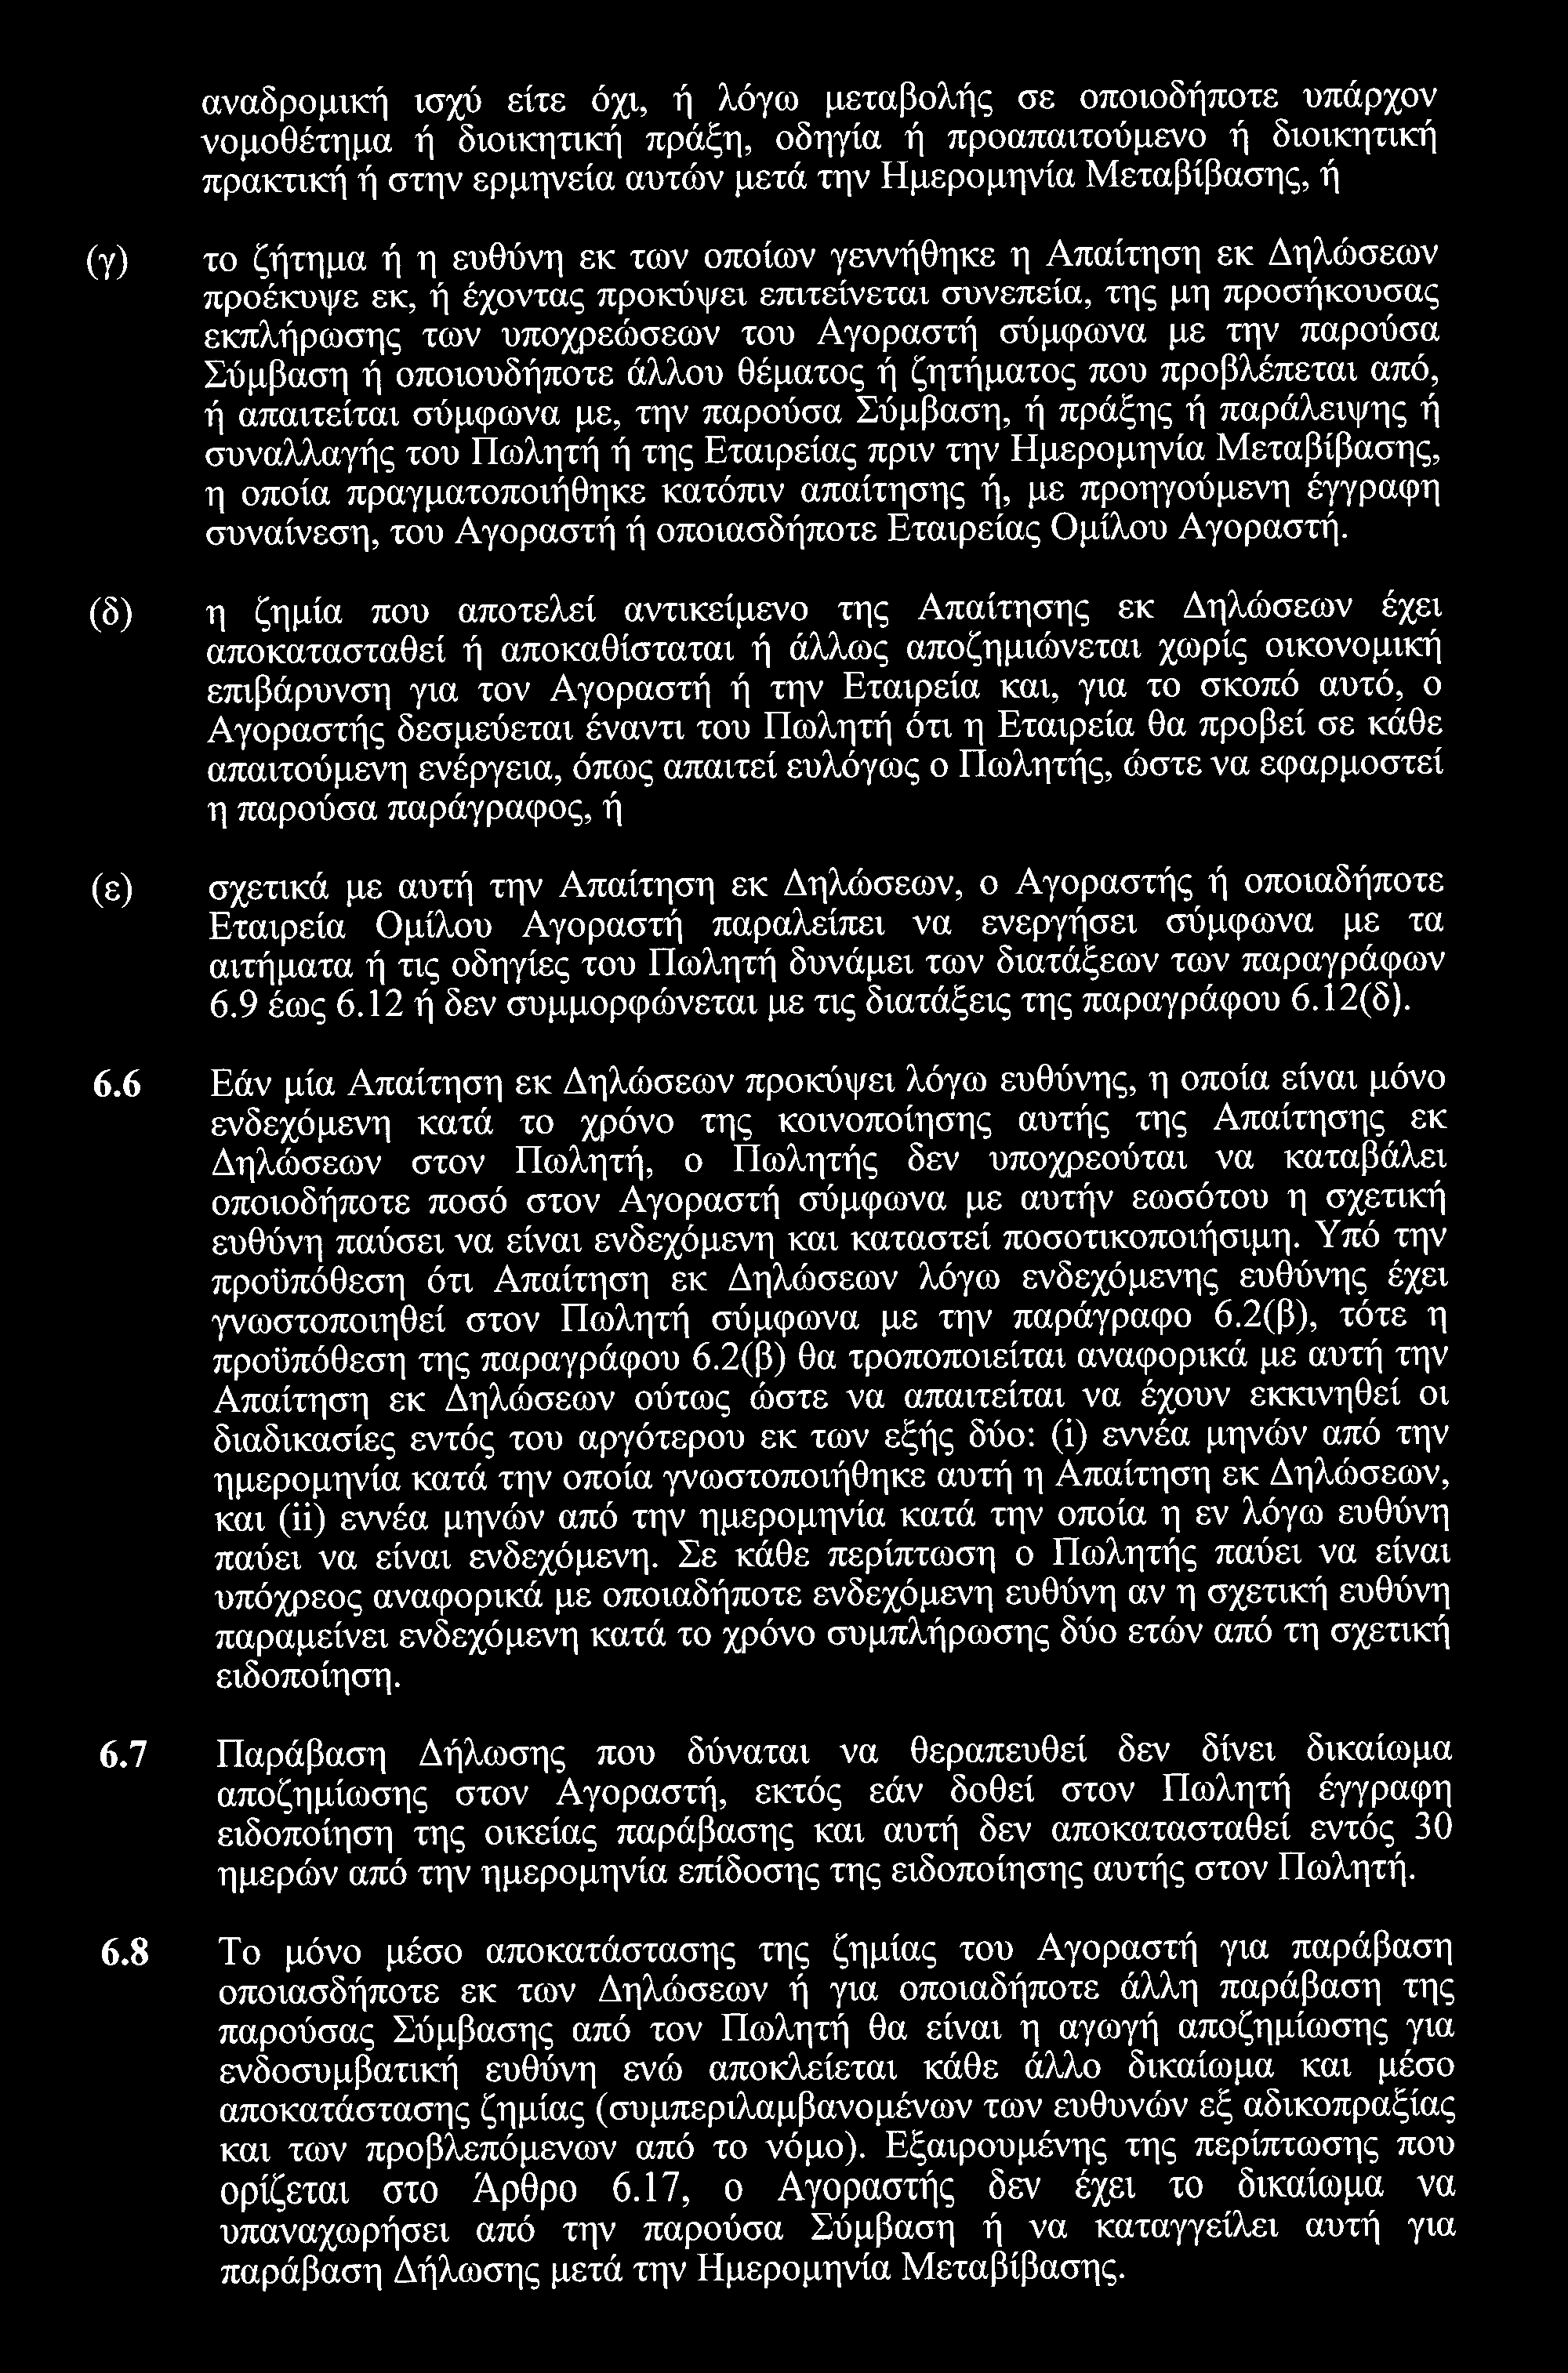 αναδρομική ισχύ είτε όχι, ή λόγω μεταβολής σε οποιοδήποτε υπάρχον
νομοθέτημα ή διοικητική πράξη, οδηγία ή προαπαιτούμενο ή διοικητική
πρακτική ή στην ερμηνεία αυτών μετά την Ημερομηνία Μεταβίβασης, ή
(γ) το ζήτημα ή η ευθύνη εκ των οποίων γεννήθηκε η Απαίτηση εκ Δηλώσεων
προέκυψε εκ, ή έχοντας προκύψει επιτείνεται συνεπεία, της μη προσήκουσας
εκπλήρωσης των υποχρεώσεων του Αγοραστή σύμφωνα με την παρούσα
Σύμβαση ή οποιουδήποτε άλλου θέματος ή ζητήματος που προβλέπεται από,
ή απαιτείται σύμφωνα με, την παρούσα Σύμβαση, ή πράξης ή παράλειψης ή
συναλλαγής του Πωλητή ή της Εταιρείας πριν την Ημερομηνία Μεταβίβασης,
η οποία πραγματοποιήθηκε κατόπιν απαίτησης ή, με προηγούμενη έγγραφη
συναίνεση, του Αγοραστή ή οποιασδήποτε Εταιρείας Ομίλου Αγοραστή.
(δ) η ζημία που αποτελεί αντικείμενο της Απαίτησης εκ Δηλώσεων έχει
αποκατασταθεί ή αποκαθίσταται ή άλλως αποζημιώνεται χωρίς οικονομική
επιβάρυνση για τον Αγοραστή ή την Εταιρεία και, για το σκοπό αυτό, ο
Αγοραστής δεσμεύεται έναντι του Πωλητή ότι η Εταιρεία θα προβεί σε κάθε
απαιτούμενη ενέργεια, όπως απαιτεί ευλόγως ο Πωλητής, ώστε να εφαρμοστεί
η παρούσα παράγραφος, ή
(ε) σχετικά με αυτή την Απαίτηση εκ Δηλώσεων, ο Αγοραστής ή οποιαδήποτε
Εταιρεία Ομίλου Αγοραστή παραλείπει να ενεργήσει σύμφωνα με τα
αιτήματα ή τις οδηγίες του Πωλητή δυνάμει των διατάξεων των παραγράφων
6.9 έως 6.12 ή δεν συμμορφώνεται με τις διατάξεις της παραγράφου 6.12(δ).
6.6 Εάν μία Απαίτηση εκ Δηλώσεων προκύψει λόγω ευθύνης, η οποία είναι μόνο
ενδεχόμενη κατά το χρόνο της κοινοποίησης αυτής της Απαίτησης εκ
Δηλώσεων στον Πωλητή, ο Πωλητής δεν υποχρεούται να καταβάλει
οποιοδήποτε ποσό στον Αγοραστή σύμφωνα με αυτήν εωσότου η σχετική
ευθύνη παύσει να είναι ενδεχόμενη και καταστεί ποσοτικοποιήσιμη. Υπό την
προϋπόθεση ότι Απαίτηση εκ Δηλώσεων λόγω ενδεχόμενης ευθύνης έχει
γνωστοποιηθεί στον Πωλητή σύμφωνα με την παράγραφο 6.2(β), τότε η
προϋπόθεση της παραγράφου 6.2(β) θα τροποποιείται αναφορικά με αυτή την
Απαίτηση εκ Δηλώσεων ούτως ώστε να απαιτείται να έχουν εκκινηθεί οι
διαδικασίες εντός του αργότερου εκ των εξής δύο: (i) εννέα μηνών από την
ημερομηνία κατά την οποία γνωστοποιήθηκε αυτή η Απαίτηση εκ Δηλώσεων,
και (ii) εννέα μηνών από την ημερομηνία κατά την οποία η εν λόγω ευθύνη
παύει να είναι ενδεχόμενη. Σε κάθε περίπτωση ο Πωλητής παύει να είναι
υπόχρεος αναφορικά με οποιαδήποτε ενδεχόμενη ευθύνη αν η σχετική ευθύνη
παραμείνει ενδεχόμενη κατά το χρόνο συμπλήρωσης δύο ετών από τη σχετική
ειδοποίηση.
6.7 Παράβαση Δήλωσης που δύναται να θεραπευθεί δεν δίνει δικαίωμα
αποζημίωσης στον Αγοραστή, εκτός εάν δοθεί στον Πωλητή έγγραφη
ειδοποίηση της οικείας παράβασης και αυτή δεν αποκατασταθεί εντός 30
ημερών από την ημερομηνία επίδοσης της ειδοποίησης αυτής στον Πωλητή.
6.8 Το μόνο μέσο αποκατάστασης της ζημίας του Αγοραστή για παράβαση
οποιασδήποτε εκ των Δηλώσεων ή για οποιαδήποτε άλλη παράβαση της
παρούσας Σύμβασης από τον Πωλητή θα είναι η αγωγή αποζημίωσης για
ενδοσυμβατική ευθύνη ενώ αποκλείεται κάθε άλλο δικαίωμα και μέσο
αποκατάστασης ζημίας (συμπεριλαμβανομένων των ευθυνών εξ αδικοπραξίας
και των προβλεπόμενων από το νόμο). Εξαιρουμένης της περίπτωσης που
ορίζεται στο Άρθρο 6.17, ο Αγοραστής δεν έχει το δικαίωμα να
υπαναχωρήσει από την παρούσα Σύμβαση ή να καταγγείλει αυτή για
παράβαση Δήλωσης μετά την Ημερομηνία Μεταβίβασης.